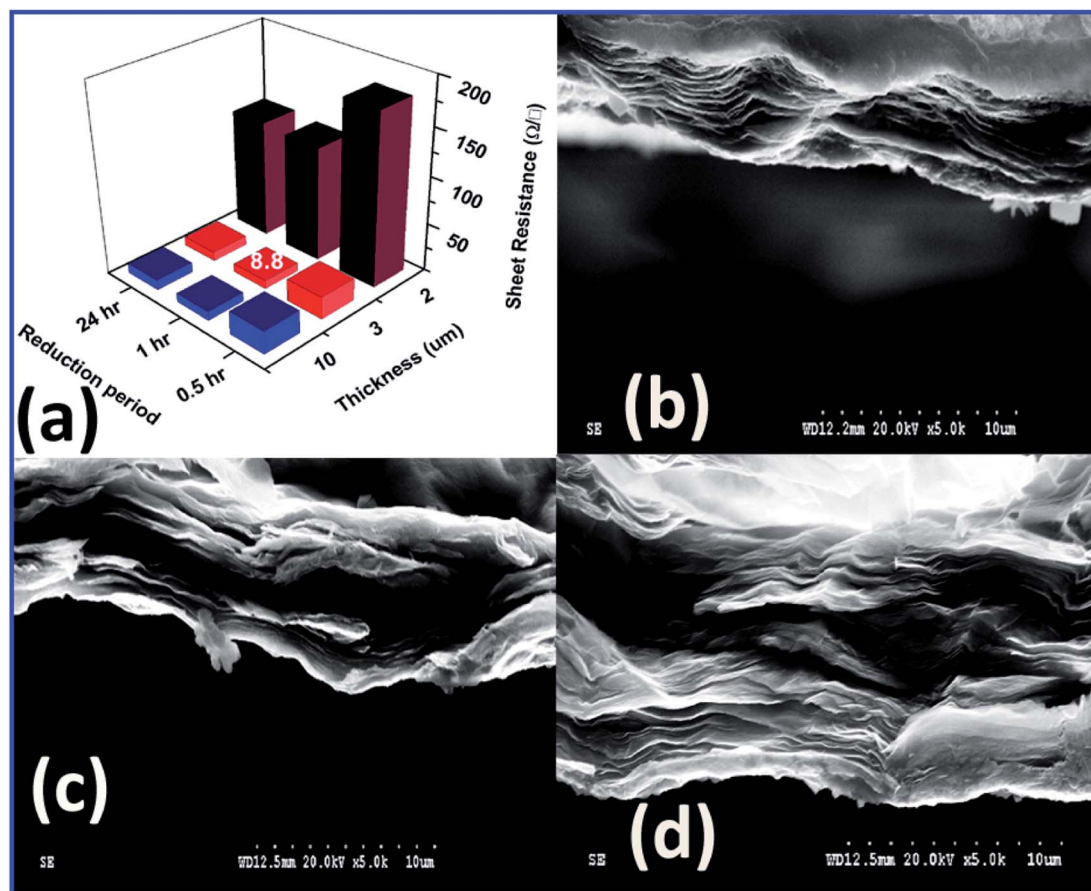 200
150
100
50
Sheet Resistance (Ω/□)
8.8
24 hr
1 hr
0.5 hr
Reduction period
10
3
2
Thickness (um)
(a)
(b)
SE
WD12.2mm 20.0kV x5.0k 10um
(c)
SE
WD12.5mm 20.0kV x5.0k 10um
(d)
SE
WD12.5mm 20.0kV x5.0k 10um